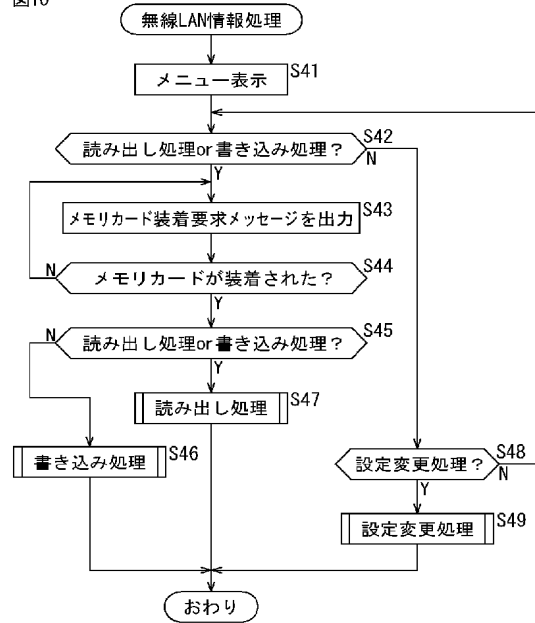 図10
無線LAN情報処理
メニュー表示
S41
読み出し処理or書き込み処理？
S42
N
Y
メモリカード装着要求メッセージを出力
S43
N
メモリカードが装着された？
S44
Y
N
読み出し処理or書き込み処理？
S45
Y
読み出し処理
S47
書き込み処理
S46
設定変更処理？
S48
N
Y
設定変更処理
S49
おわり